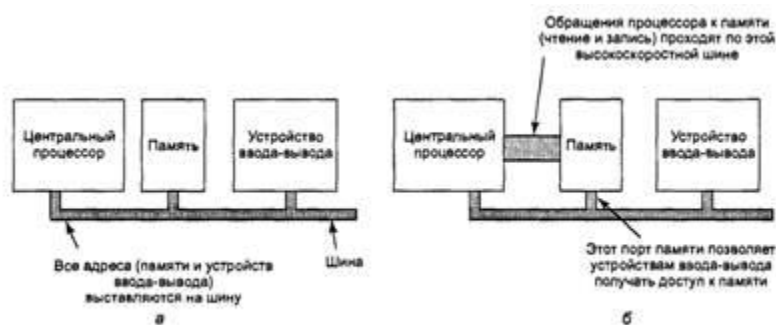 Обращения процессора к памяти
(чтение и запись) проходят по этой
высокоскоростной шине
Центральный
процессор
Память
Устройство
ввода-вывода
Центральный
процессор
Память
Устройство
ввода-вывода
Все адреса (памяти и устройств
ввода-вывода)
выставляются на шину
Шина
Этот порт памяти позволяет
устройствам ввода-вывода
получать доступ к памяти
а
б